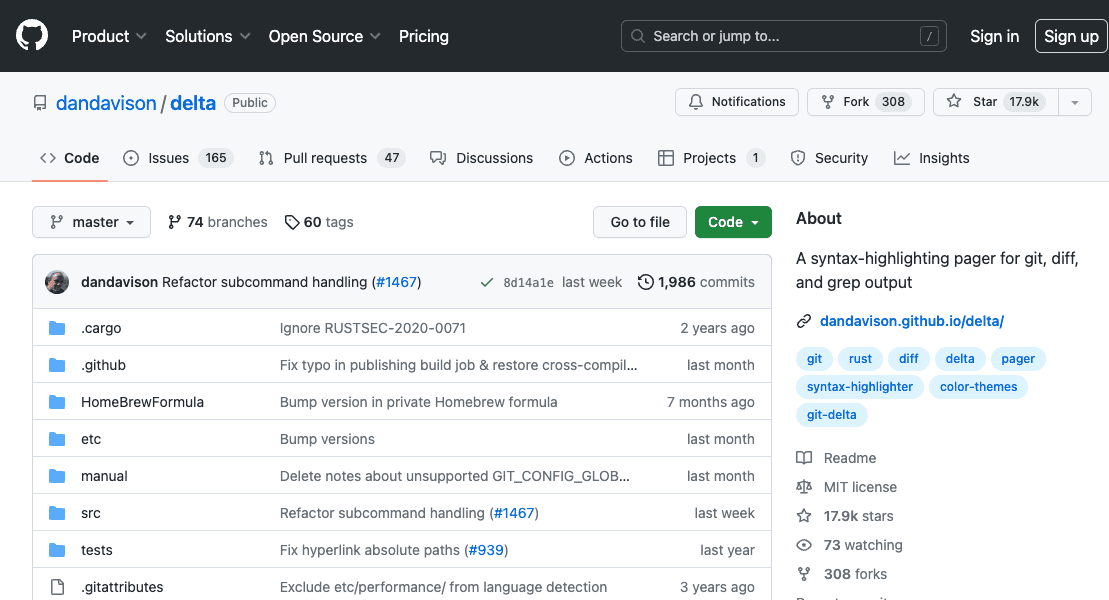 Product Solutions Open Source Pricing Search or jump to... / Sign in Sign up
dandavison / delta Public Notifications Fork 308 Star 17.9k
Code Issues 165 Pull requests 47 Discussions Actions Projects 1 Security Insights
master 74 branches 60 tags Go to file Code
dandavison Refactor subcommand handling (#1467) 8d14a1e last week 1,986 commits
.cargo Ignore RUSTSEC-2020-0071 2 years ago
.github Fix typo in publishing build job & restore cross-compil... last month
HomeBrewFormula Bump version in private Homebrew formula 7 months ago
etc Bump versions last month
manual Delete notes about unsupported GIT_CONFIG_GLOB... last month
src Refactor subcommand handling (#1467) last week
tests Fix hyperlink absolute paths (#939) last year
.gitattributes Exclude etc/performance/ from language detection 3 years ago
About
A syntax-highlighting pager for git, diff,
and grep output
dandavison.github.io/delta/
git rust diff delta pager
syntax-highlighter color-themes
git-delta
Readme
MIT license
17.9k stars
73 watching
308 forks